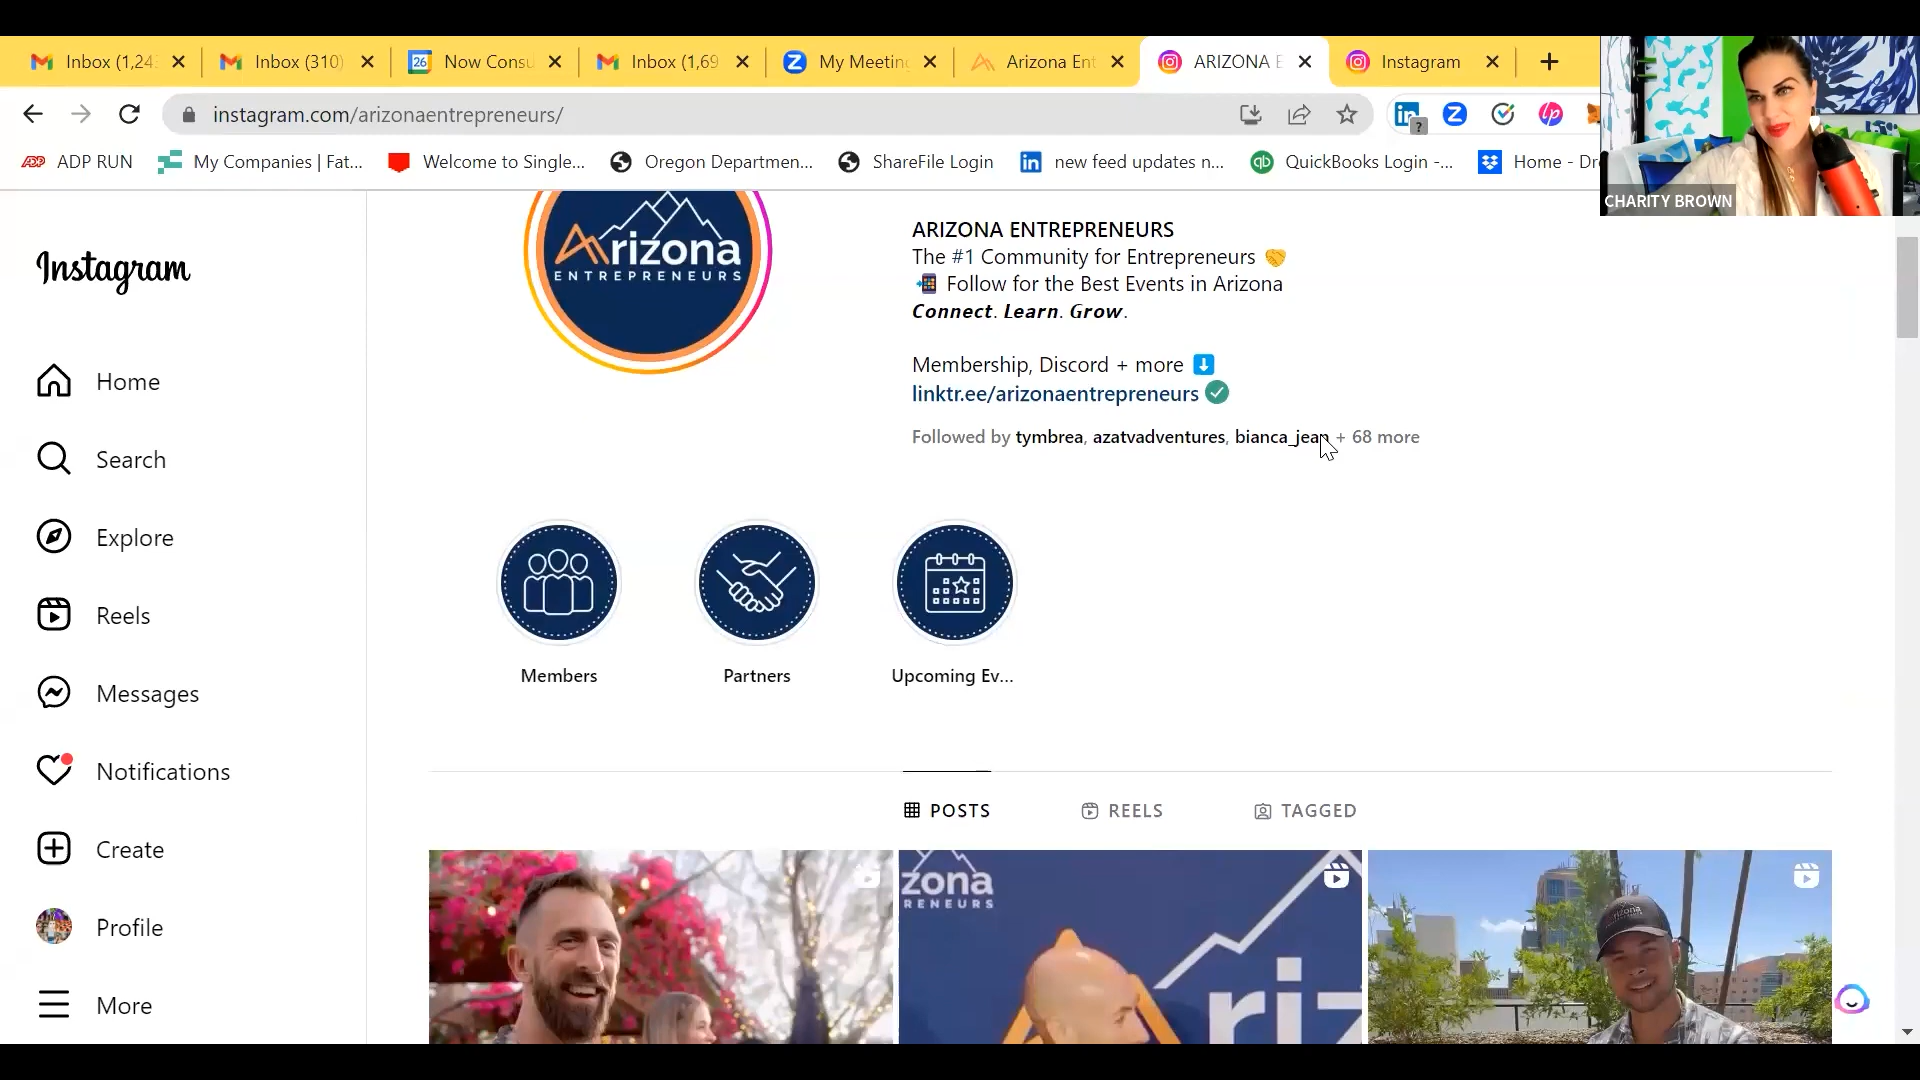 Inbox (1,24
Inbox (310)
26
Now Consu
Inbox (1,69
My Meeting
Arizona Ent
ARIZONA E
Instagram
instagram.com/arizonaentrepreneurs/
ADP RUN
My Companies | Fat...
Welcome to Single...
Oregon Departmen...
ShareFile Login
new feed updates n...
QuickBooks Login -...
Home - Dr
CHARITY BROWN
Instagram
Home
Search
Explore
Reels
Messages
Notifications
Create
Profile
More
Arizona
ENTREPRENEURS
ARIZONA ENTREPRENEURS
The #1 Community for Entrepreneurs 🤝
📲 Follow for the Best Events in Arizona
Connect. Learn. Grow.
Membership, Discord + more ⬇️
linktr.ee/arizonaentrepreneurs
Followed by tymbrea, azatvadventures, bianca_jean + 68 more
Members
Partners
Upcoming Ev...
POSTS
REELS
TAGGED
zona
RENEURS
riz